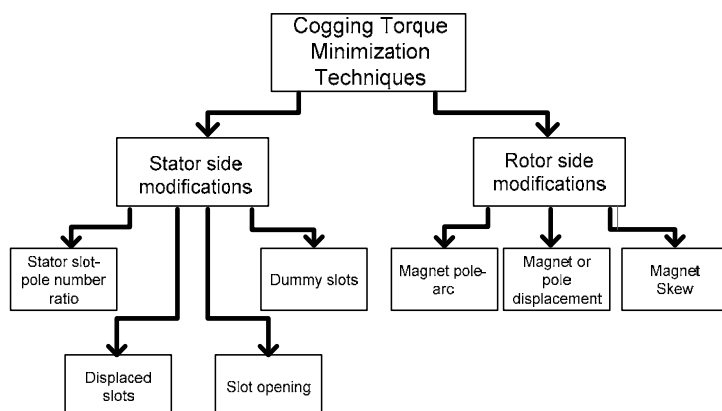 Cogging Torque
Minimization
Techniques
Stator side
modifications
Rotor side
modifications
Stator slot-
pole number
ratio
Dummy slots
Magnet pole-
arc
Magnet or
pole
displacement
Magnet
Skew
Displaced
slots
Slot opening